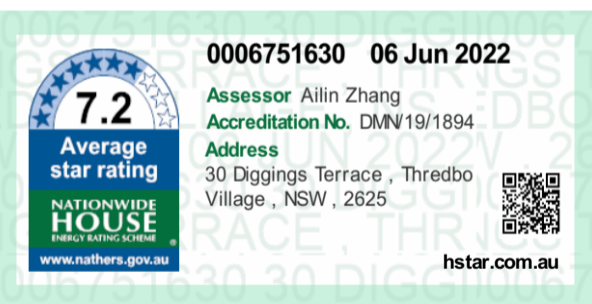 0006751630 06 Jun 2022
Assessor Ailin Zhang
Accreditation No. DMN/19/1894
Address
30 Diggings Terrace , Thredbo
Village , NSW , 2625
hstar.com.au
7.2
Average
star rating
NATIONWIDE
HOUSE
ENERGY RATING SCHEME
www.nathers.gov.au